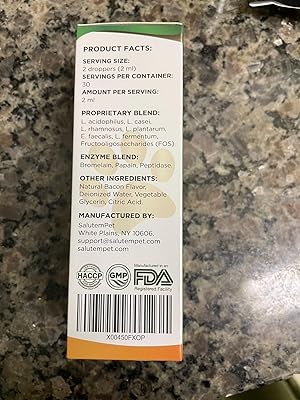 PRODUCT FACTS:
SERVING SIZE:
2 droppers (2 ml)
SERVINGS PER CONTAINER:
30
AMOUNT PER SERVING:
2 ml
PROPRIETARY BLEND:
L. acidophilus, L. casei,
L. rhamnosus, L. plantarum,
E. faecalis, L. fermentum,
Fructooligosaccharides (FOS)
ENZYME BLEND:
Bromelain, Papain, Peptidase.
OTHER INGREDIENTS:
Natural Bacon Flavor,
Deionized Water, Vegetable
Glycerin, Citric Acid.
MANUFACTURED BY:
SalutemPet
White Plains, NY 10606.
support@salutempet.com
salutempet.com
HACCP GMP FDA
Registered Facility
X00450FXOP